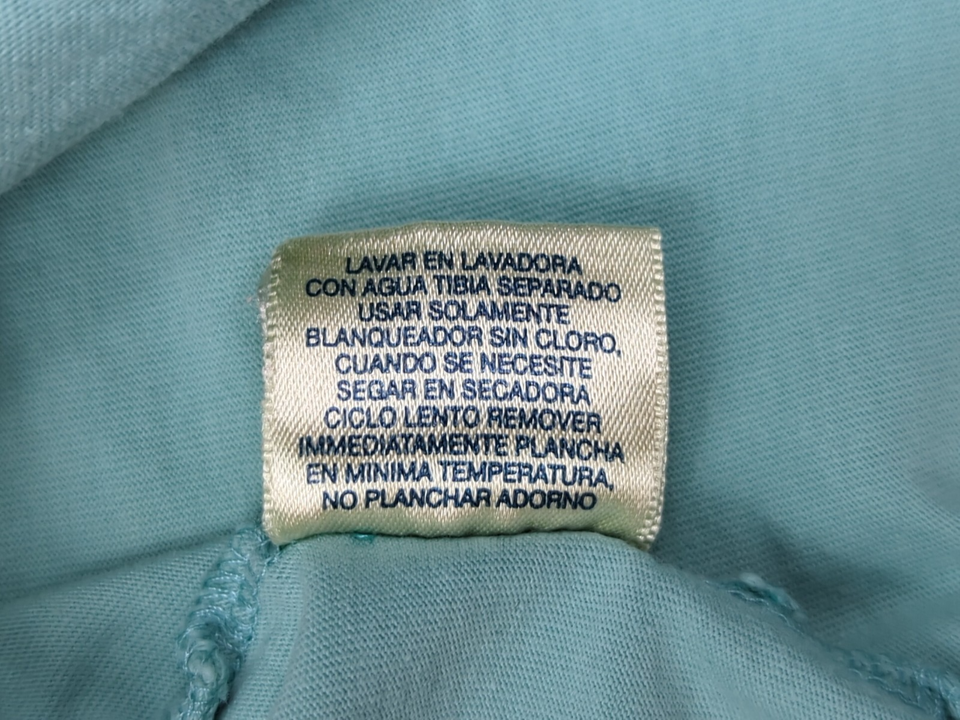 LAVAR EN LAVADORA
CON AGUA TIBIA SEPARADO
USAR SOLAMENTE
BLANQUEADOR SIN CLORO,
CUANDO SE NECESITE
SEGAR EN SECADORA
CICLO LENTO REMOVER
IMMEDIATAMENTE PLANCHA
EN MINIMA TEMPERATURA,
NO PLANCHAR ADORNO